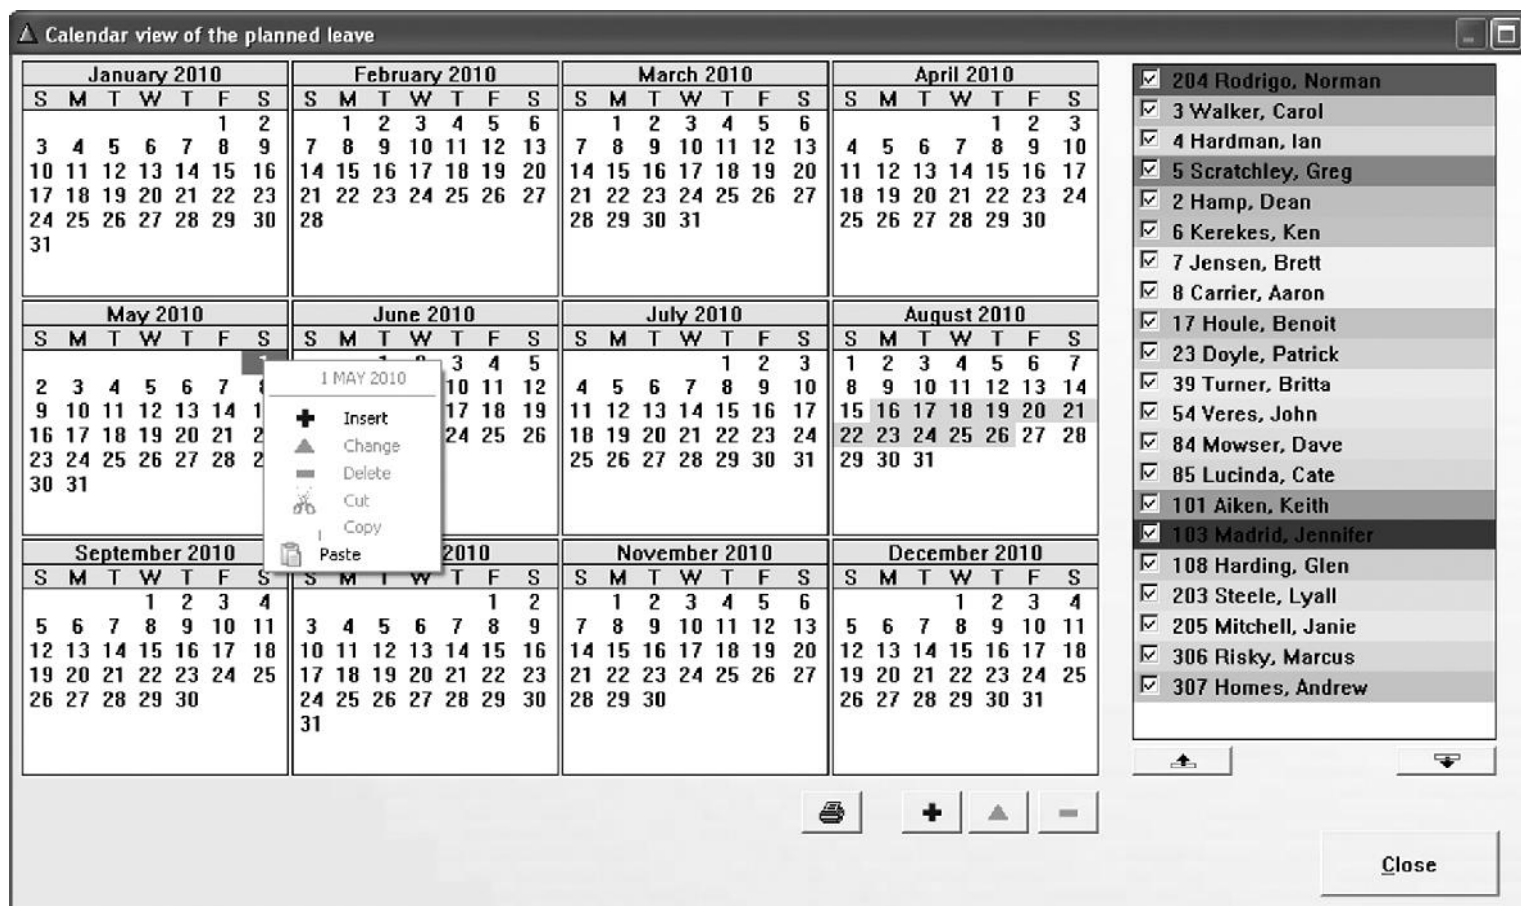 Calendar view of the planned leave
January 2010 February 2010 March 2010 April 2010
S M T W T F S S M T W T F S S M T W T F S S M T W T F S
1 2 1 2 3 4 5 6 1 2 3 4 5 6 1 2 3
3 4 5 6 7 8 9 7 8 9 10 11 12 13 7 8 9 10 11 12 13 4 5 6 7 8 9 10
10 11 12 13 14 15 16 14 15 16 17 18 19 20 14 15 16 17 18 19 20 11 12 13 14 15 16 17
17 18 19 20 21 22 23 21 22 23 24 25 26 27 21 22 23 24 25 26 27 18 19 20 21 22 23 24
24 25 26 27 28 29 30 28 28 29 30 31 25 26 27 28 29 30
31
May 2010 June 2010 July 2010 August 2010
S M T W T F S S M T W T F S S M T W T F S S M T W T F S
3 4 5 1 2 3 1 2 3 4 5 6 7
2 3 4 5 6 7 10 11 12 4 5 6 7 8 9 10 8 9 10 11 12 13 14
9 10 11 12 13 14 17 18 19 11 12 13 14 15 16 17 15 16 17 18 19 20 21
16 17 18 19 20 21 24 25 26 18 19 20 21 22 23 24 22 23 24 25 26 27 28
23 24 25 26 27 28 25 26 27 28 29 30 31 29 30 31
30 31
1 MAY 2010
Insert
Change
Delete
Cut
Copy
Paste
September 2010 2010 November 2010 December 2010
S M T W T F S S M T W T F S S M T W T F S S M T W T F S
1 2 3 4 1 2 1 2 3 4 5 6 1 2 3 4
5 6 7 8 9 10 11 3 4 5 6 7 8 9 7 8 9 10 11 12 13 5 6 7 8 9 10 11
12 13 14 15 16 17 18 10 11 12 13 14 15 16 14 15 16 17 18 19 20 12 13 14 15 16 17 18
19 20 21 22 23 24 25 17 18 19 20 21 22 23 21 22 23 24 25 26 27 19 20 21 22 23 24 25
26 27 28 29 30 24 25 26 27 28 29 30 28 29 30 26 27 28 29 30 31
31
204 Rodrigo, Norman
3 Walker, Carol
4 Hardman, Ian
5 Scratchley, Greg
2 Hamp, Dean
6 Kerekes, Ken
7 Jensen, Brett
8 Carrier, Aaron
17 Houle, Benoit
23 Doyle, Patrick
39 Turner, Britta
54 Veres, John
84 Mowser, Dave
85 Lucinda, Cate
101 Aiken, Keith
103 Madrid, Jennifer
108 Harding, Glen
203 Steele, Lyall
205 Mitchell, Janie
306 Risky, Marcus
307 Homes, Andrew
Close